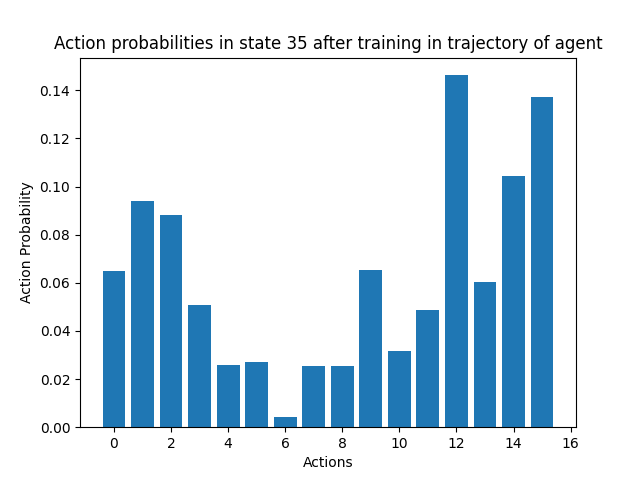 Action probabilities in state 35 after training in trajectory of agent
0.14
0.12
0.10
0.08
0.06
0.04
0.02
0.00
Action Probability
0 2 4 6 8 10 12 14 16
Actions